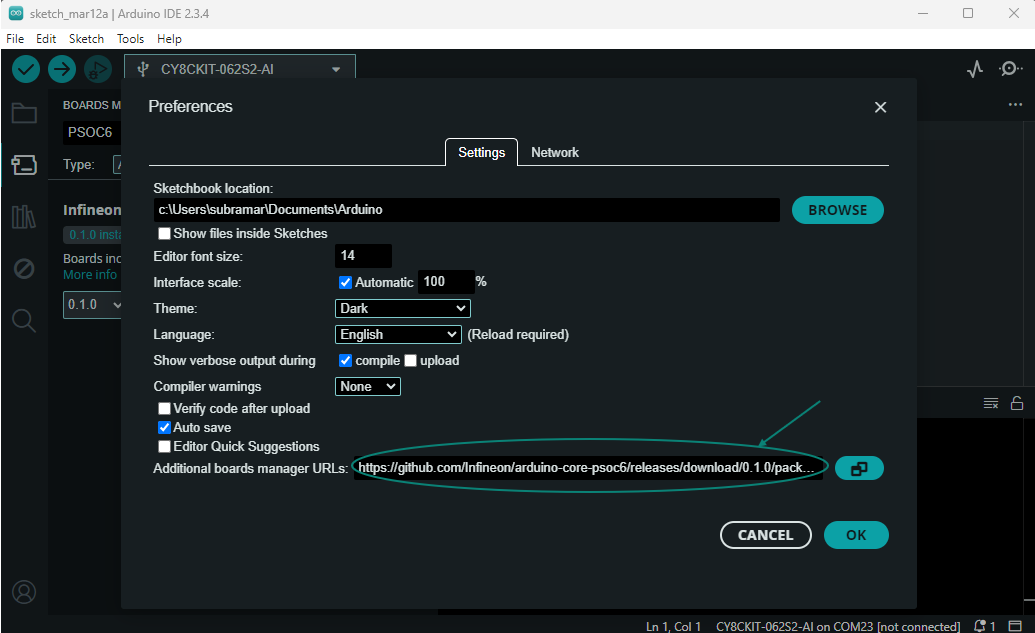 sketch_mar12a | Arduino IDE 2.3.4
File Edit Sketch Tools Help
CY8CKIT-062S2-AI
BOARDS M
PSOC6
Type:
Infineon
0.1.0 insta
Boards inc
More info
0.1.0
Preferences
Settings Network
Sketchbook location:
c:\Users\subramar\Documents\Arduino
BROWSE
Show files inside Sketches
Editor font size: 14
Interface scale: Automatic 100 %
Theme: Dark
Language: English (Reload required)
Show verbose output during compile upload
Compiler warnings None
Verify code after upload
Auto save
Editor Quick Suggestions
Additional boards manager URLs: https://github.com/Infineon/arduino-core-psoc6/releases/download/0.1.0/pack...
CANCEL OK
Ln 1, Col 1 CY8CKIT-062S2-AI on COM23 [not connected] 1